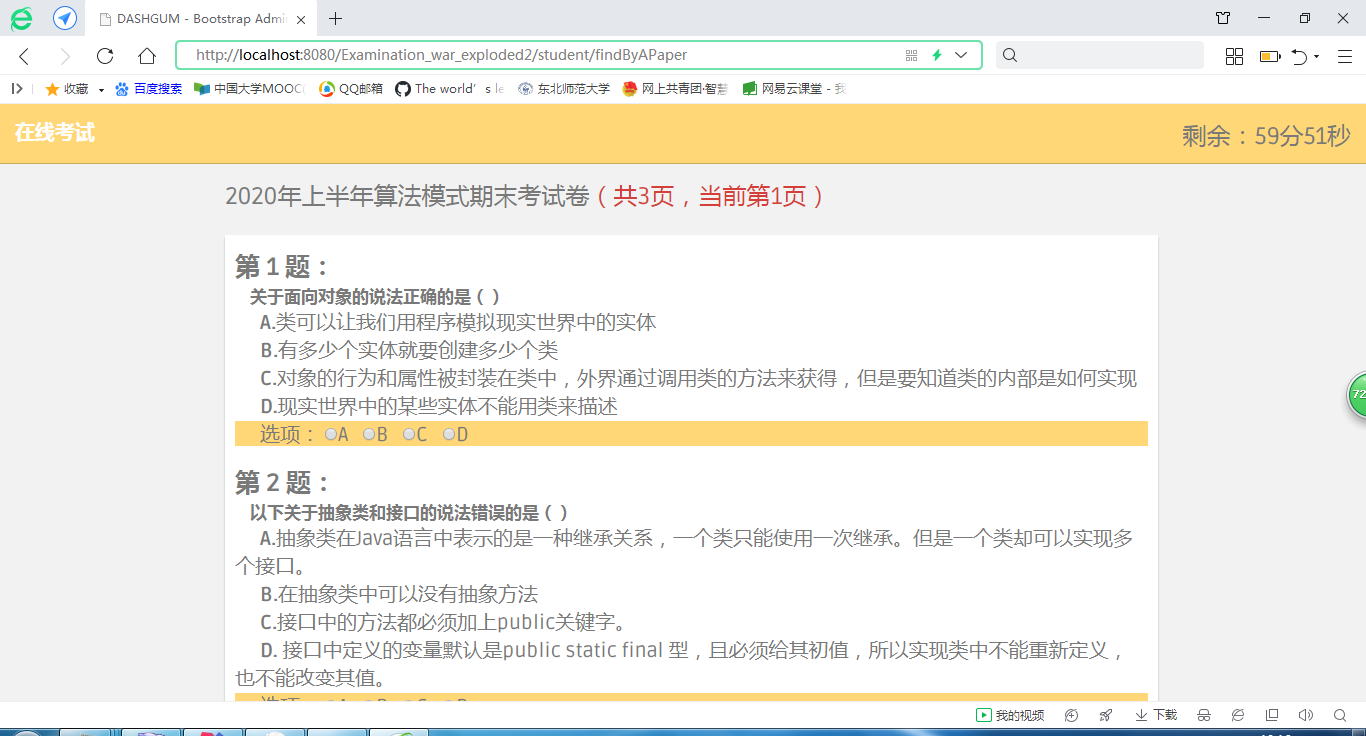 DASHGUM - Bootstrap Admi
http://localhost:8080/Examination_war_exploded2/student/findByAPaper
收藏 百度搜索 中国大学MOOC QQ邮箱 The world's le 东北师范大学 网上共青团·智慧 网易云课堂 - 我
在线考试
剩余：59分51秒
2020年上半年算法模式期末考试卷（共3页，当前第1页）
第 1 题：
关于面向对象的说法正确的是（ ）
A.类可以让我们用程序模拟现实世界中的实体
B.有多少个实体就要创建多少个类
C.对象的行为和属性被封装在类中，外界通过调用类的方法来获得，但是要知道类的内部是如何实现
D.现实世界中的某些实体不能用类来描述
选项： A B C D
72
第 2 题：
以下关于抽象类和接口的说法错误的是（ ）
A.抽象类在Java语言中表示的是一种继承关系，一个类只能使用一次继承。但是一个类却可以实现多
个接口。
B.在抽象类中可以没有抽象方法
C.接口中的方法都必须加上public关键字。
D. 接口中定义的变量默认是public static final 型，且必须给其初值，所以实现类中不能重新定义，
也不能改变其值。
我的视频 下载